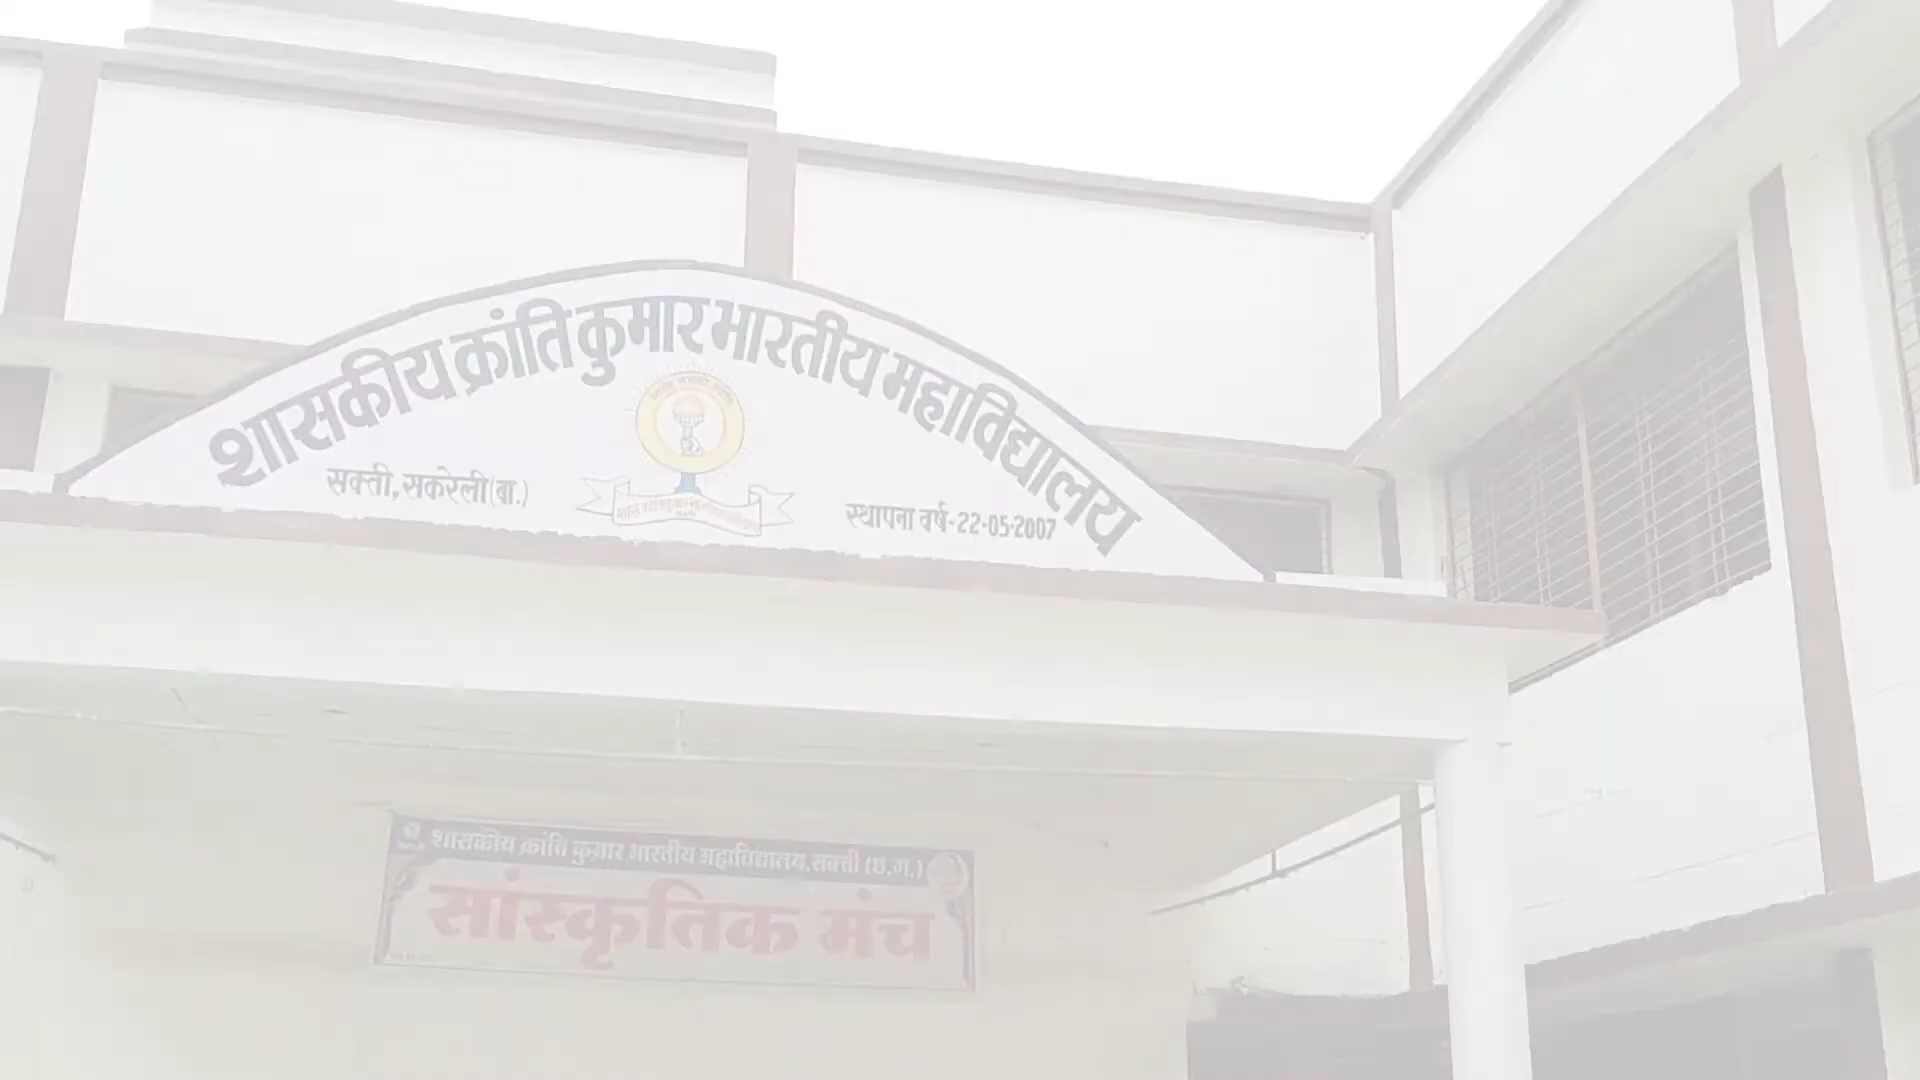 शासकीय क्रांति कुमार भारतीय महाविद्यालय
सक्ती, सकरेली (बा.)
स्थापना वर्ष-22-05-2007
शासकीय क्रांति कुमार भारतीय महाविद्यालय, सक्ती (छ.ग.)
सांस्कृतिक मंच